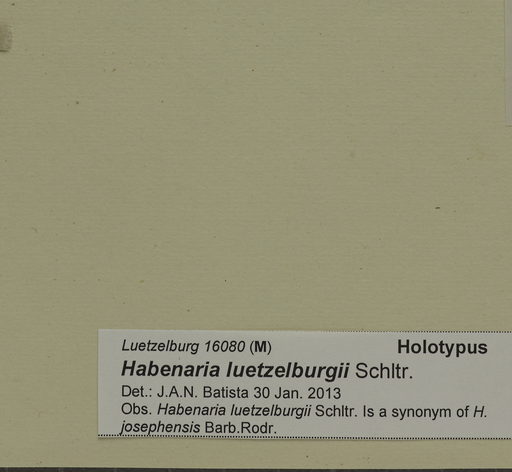 Luetzelburg 16080 (M) Holotypus
Habenaria luetzelburgii Schltr.
Det.: J.A.N. Batista 30 Jan. 2013
Obs. Habenaria luetzelburgii Schltr. Is a synonym of H.
josephensis Barb.Rodr.